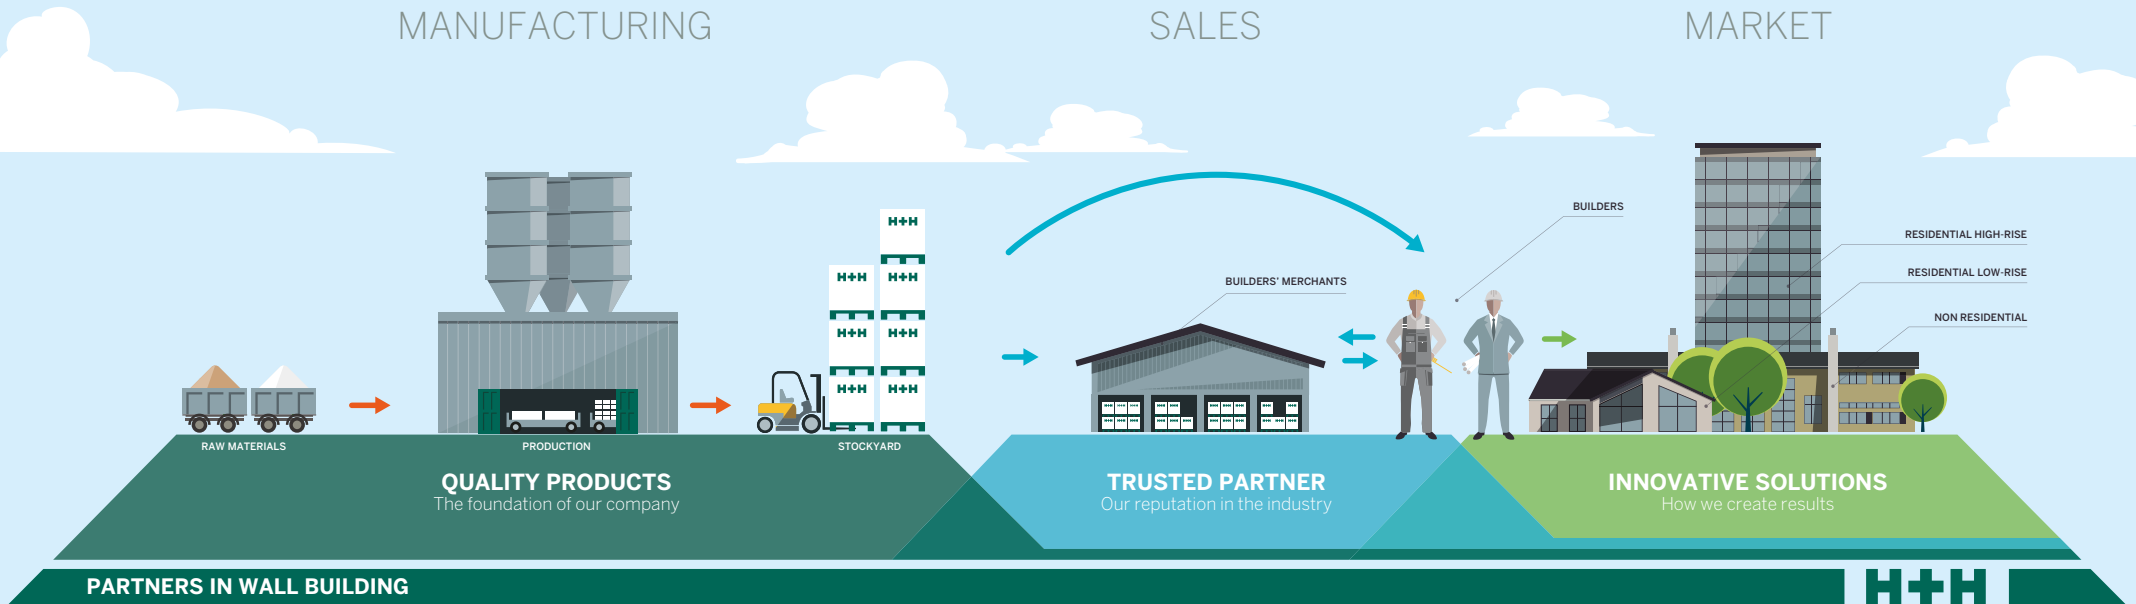 MANUFACTURING
SALES
MARKET
BUILDERS
RESIDENTIAL HIGH-RISE
RESIDENTIAL LOW-RISE
NON RESIDENTIAL
BUILDERS' MERCHANTS
H+H
H+H
H+H
H+H
H+H
H+H
H+H
RAW MATERIALS
PRODUCTION
STOCKYARD
QUALITY PRODUCTS
The foundation of our company
TRUSTED PARTNER
Our reputation in the industry
INNOVATIVE SOLUTIONS
How we create results
PARTNERS IN WALL BUILDING
H+H